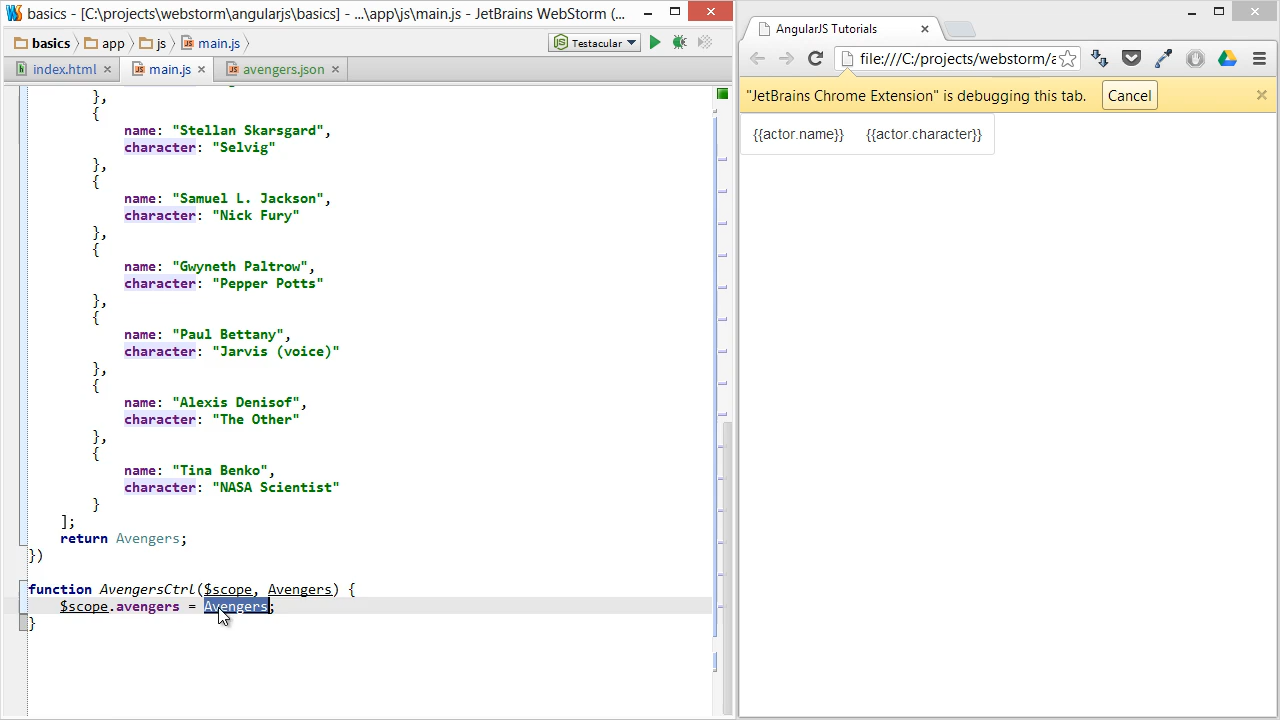 basics - [C:\projects\webstorm\angularjs\basics] - ...\app\js\main.js - JetBrains WebStorm (...
basics app js main.js Testacular
index.html main.js avengers.json
},
{
name: "Stellan Skarsgard",
character: "Selvig"
},
{
name: "Samuel L. Jackson",
character: "Nick Fury"
},
{
name: "Gwyneth Paltrow",
character: "Pepper Potts"
},
{
name: "Paul Bettany",
character: "Jarvis (voice)"
},
{
name: "Alexis Denisof",
character: "The Other"
},
{
name: "Tina Benko",
character: "NASA Scientist"
}
];
return Avengers;
})
function AvengersCtrl($scope, Avengers) {
$scope.avengers = Avengers;
}
AngularJS Tutorials
file:///C:/projects/webstorm/a
"JetBrains Chrome Extension" is debugging this tab. Cancel
{{actor.name}} {{actor.character}}